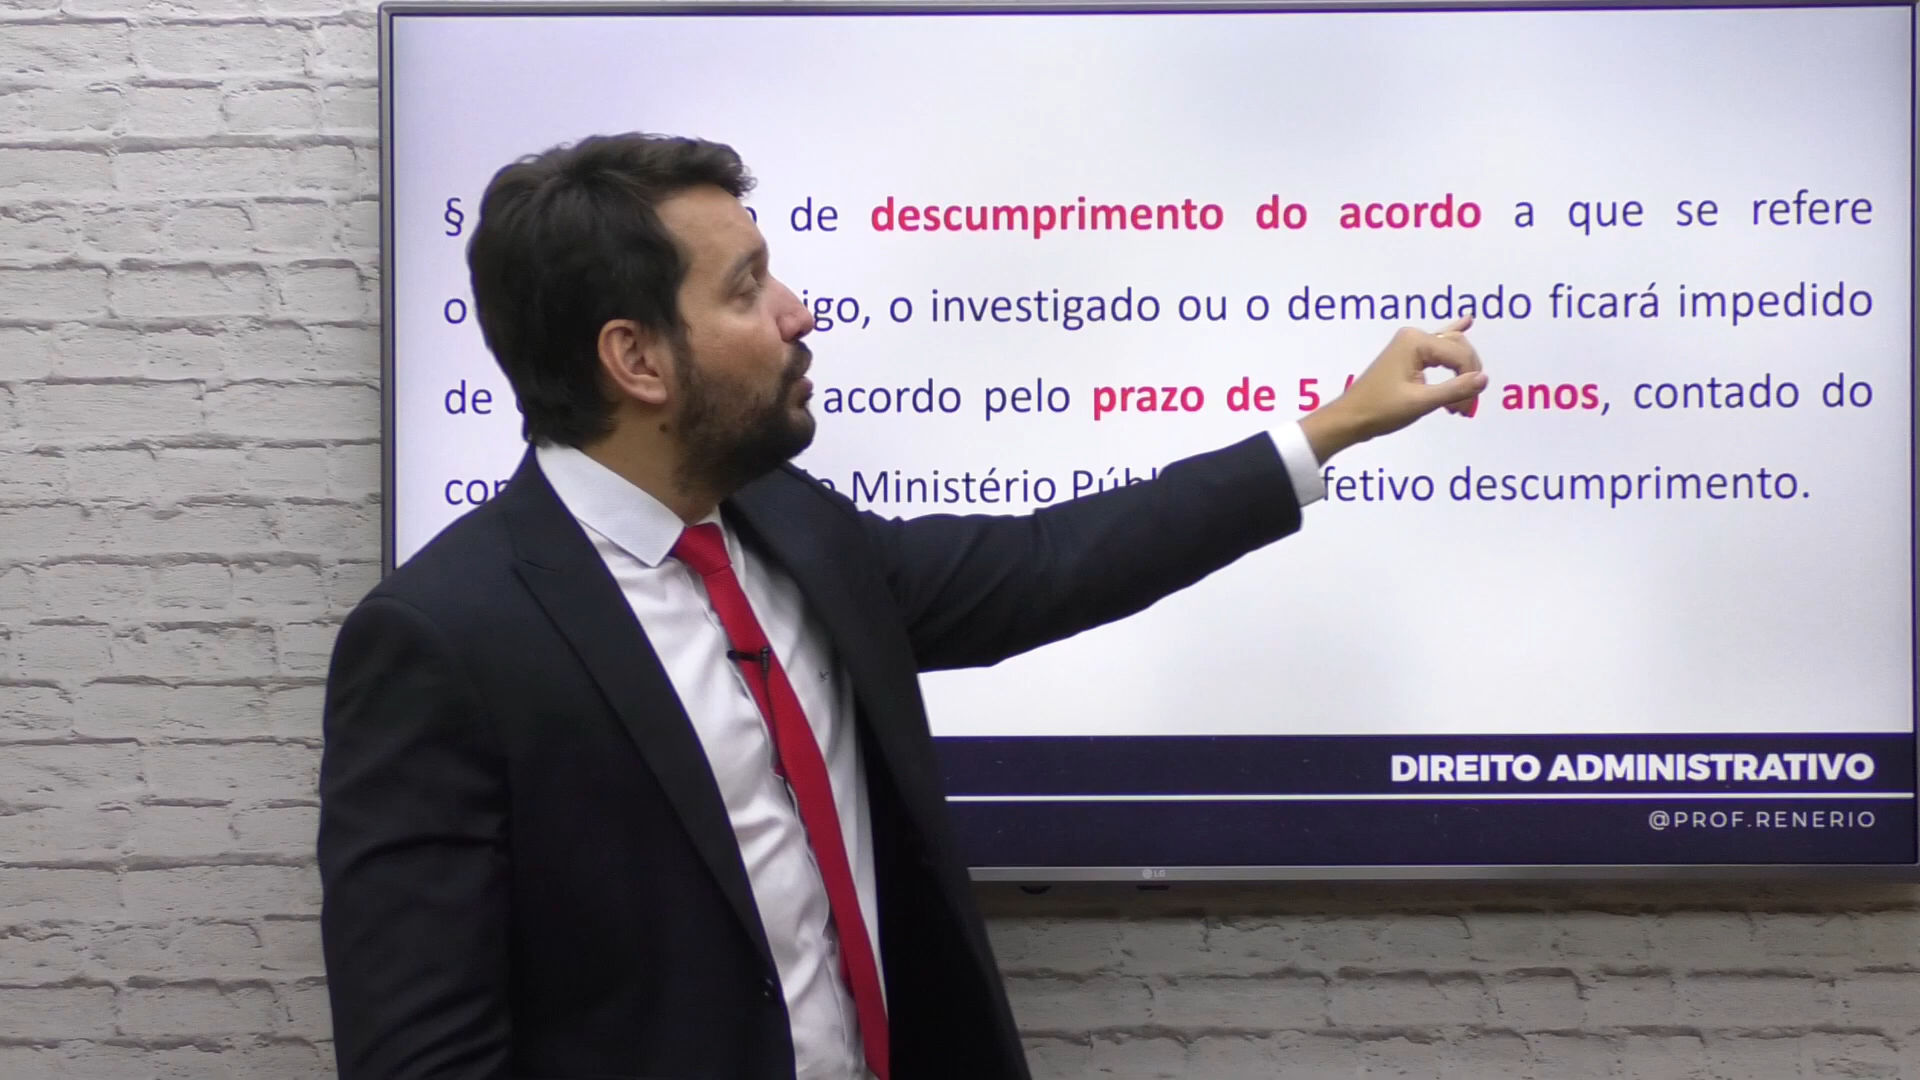 § de descumprimento do acordo a que se refere
o igo, o investigado ou o demandado ficará impedido
de acordo pelo prazo de 5 anos, contado do
Ministério fetivo descumprimento.
DIREITO ADMINISTRATIVO
@PROF.RENERIO
LG